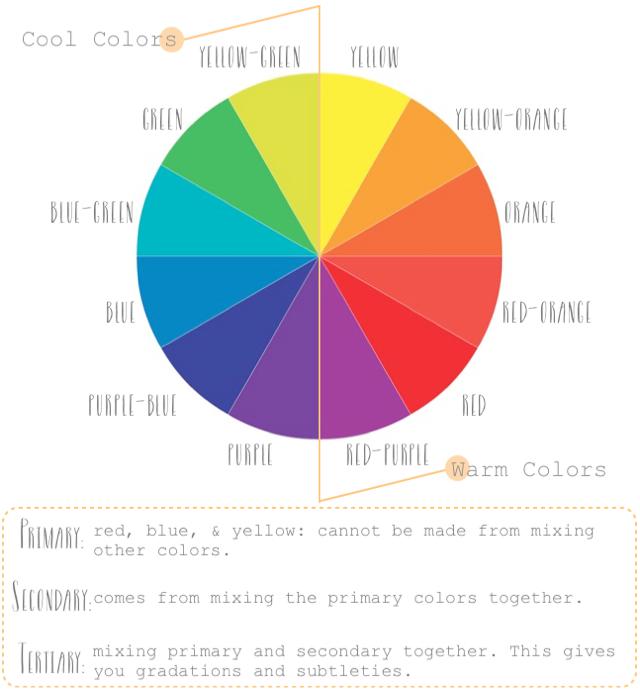 Cool Colors
YELLOW-GREEN
YELLOW
GREEN
YELLOW-ORANGE
BLUE-GREEN
ORANGE
BLUE
RED-ORANGE
PURPLE-BLUE
RED
PURPLE
RED-PURPLE
Warm Colors
PRIMARY: red, blue, & yellow: cannot be made from mixing
other colors.
SECONDARY: comes from mixing the primary colors together.
TERTIARY: mixing primary and secondary together. This gives
you gradations and subtleties.